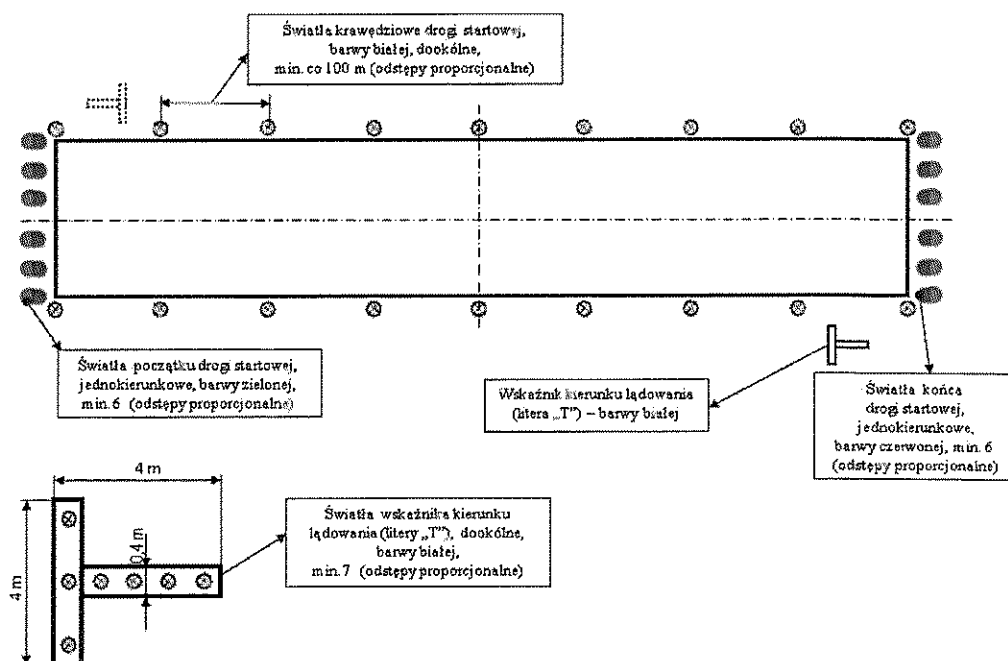 Światła krawędziowe drogi startowej,
barwy białej, dookólne,
min. co 100 m (odstępy proporcjonalne)
Światła początku drogi startowej,
jednokierunkowe, barwy zielonej,
min. 6 (odstępy proporcjonalne)
Wskaźnik kierunku lądowania
(litera „T”) – barwy białej
Światła końca
drogi startowej,
jednokierunkowe,
barwy czerwonej, min. 6
(odstępy proporcjonalne)
4 m
0,4 m
4 m
Światła wskaźnika kierunku
lądowania (litery „T”), dookólne,
barwy białej,
min. 7 (odstępy proporcjonalne)